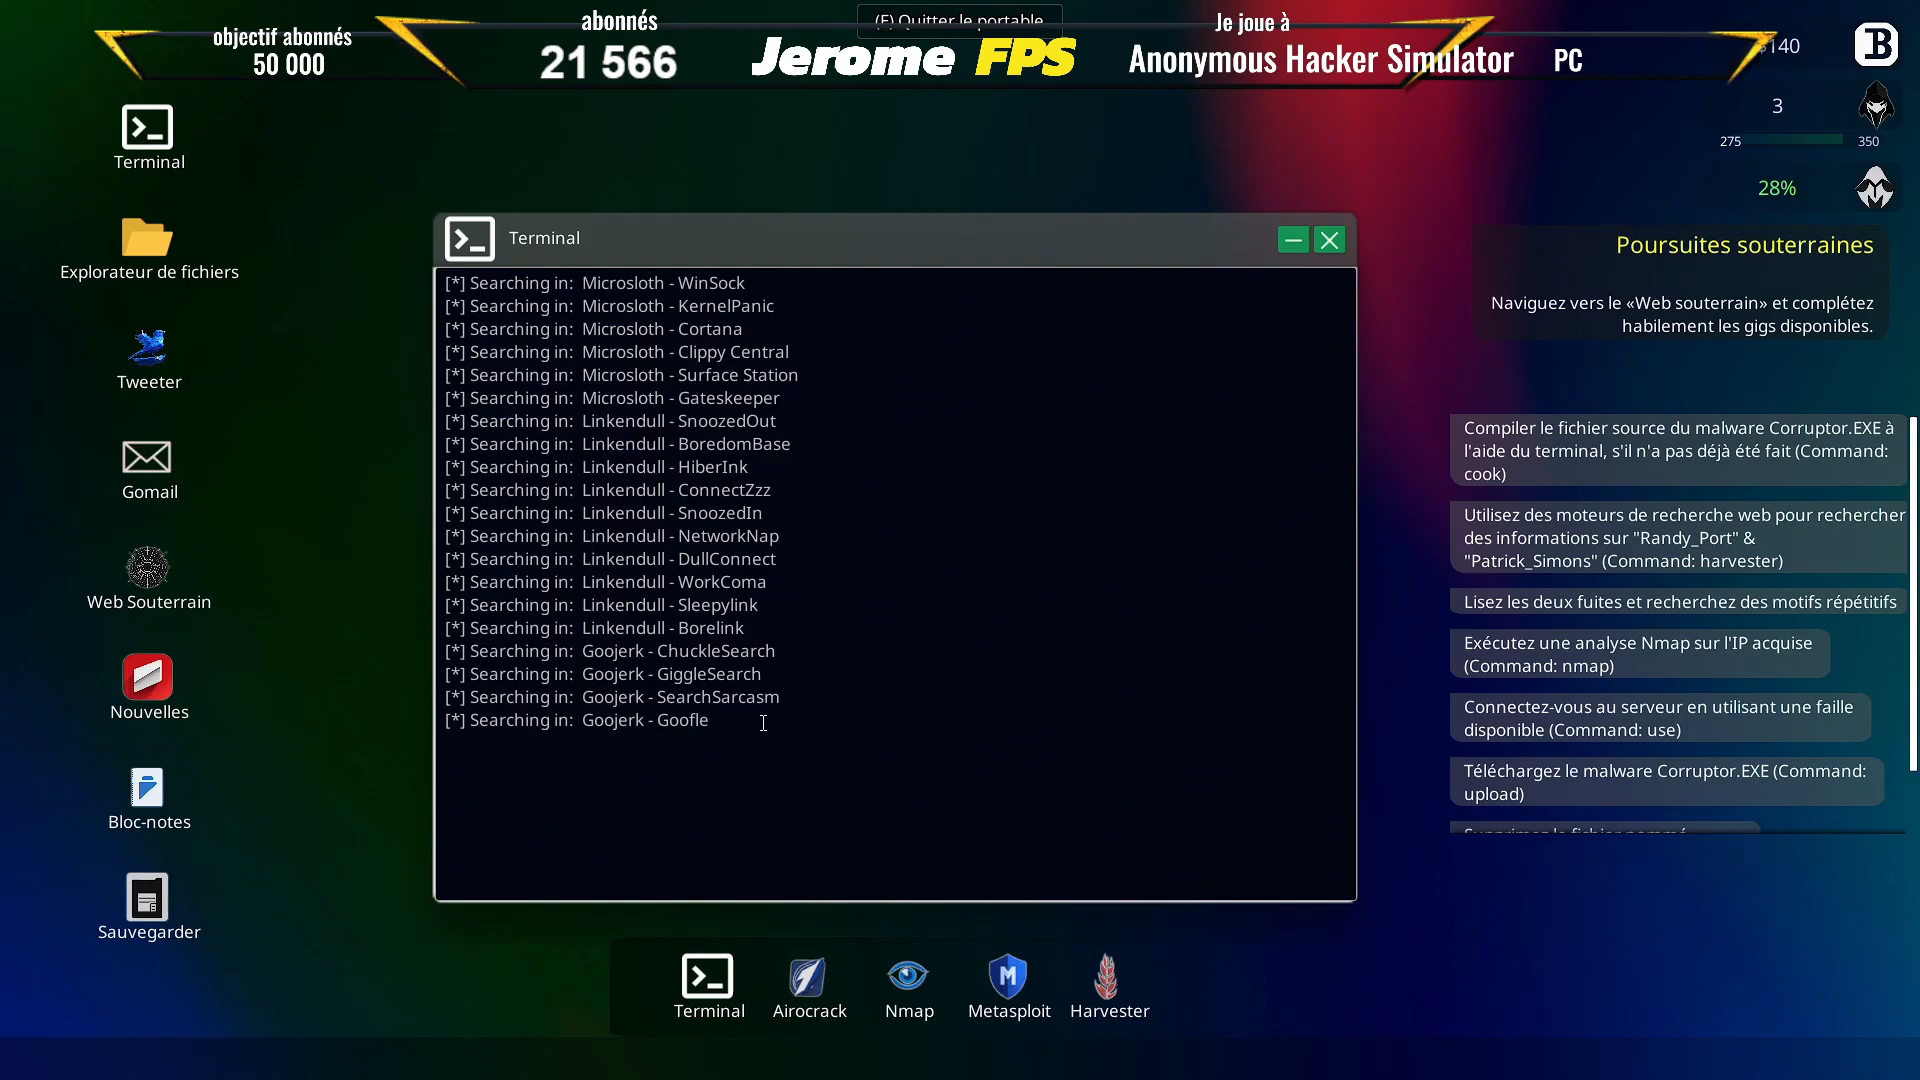 (E) Quitter le portable
objectif abonnés
50 000
abonnés
21 566
Jerome FPS
Je joue à
Anonymous Hacker Simulator
PC
140
B
3
275
350
28%
Terminal
Explorateur de fichiers
Tweeter
Gomail
Web Souterrain
Nouvelles
Bloc-notes
Sauvegarder
Terminal
[*] Searching in: Microsloth - WinSock
[*] Searching in: Microsloth - KernelPanic
[*] Searching in: Microsloth - Cortana
[*] Searching in: Microsloth - Clippy Central
[*] Searching in: Microsloth - Surface Station
[*] Searching in: Microsloth - Gateskeeper
[*] Searching in: Linkendull - SnoozedOut
[*] Searching in: Linkendull - BoredomBase
[*] Searching in: Linkendull - HiberInk
[*] Searching in: Linkendull - ConnectZzz
[*] Searching in: Linkendull - SnoozedIn
[*] Searching in: Linkendull - NetworkNap
[*] Searching in: Linkendull - DullConnect
[*] Searching in: Linkendull - WorkComa
[*] Searching in: Linkendull - Sleepylink
[*] Searching in: Linkendull - Borelink
[*] Searching in: Goojerk - ChuckleSearch
[*] Searching in: Goojerk - GiggleSearch
[*] Searching in: Goojerk - SearchSarcasm
[*] Searching in: Goojerk - Goofle
Poursuites souterraines
Naviguez vers le «Web souterrain» et complétez
habilement les gigs disponibles.
Compiler le fichier source du malware Corruptor.EXE à
l'aide du terminal, s'il n'a pas déjà été fait (Command:
cook)
Utilisez des moteurs de recherche web pour rechercher
des informations sur "Randy_Port" &
"Patrick_Simons" (Command: harvester)
Lisez les deux fuites et recherchez des motifs répétitifs
Exécutez une analyse Nmap sur l'IP acquise
(Command: nmap)
Connectez-vous au serveur en utilisant une faille
disponible (Command: use)
Téléchargez le malware Corruptor.EXE (Command:
upload)
Supprimez le fichier nommé
Terminal
Airocrack
Nmap
M
Metasploit
Harvester